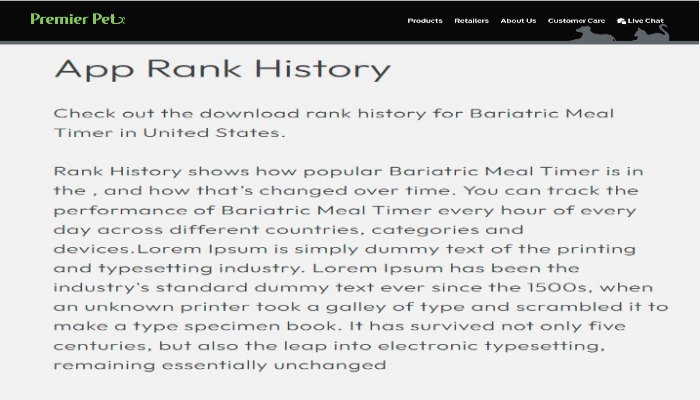 Premier Pet
Products Retailers About Us Customer Care Live Chat
App Rank History
Check out the download rank history for Bariatric Meal
Timer in United States.
Rank History shows how popular Bariatric Meal Timer is in
the , and how that's changed over time. You can track the
performance of Bariatric Meal Timer every hour of every
day across different countries, categories and
devices.Lorem Ipsum is simply dummy text of the printing
and typesetting industry. Lorem Ipsum has been the
industry's standard dummy text ever since the 1500s, when
an unknown printer took a galley of type and scrambled it to
make a type specimen book. It has survived not only five
centuries, but also the leap into electronic typesetting,
remaining essentially unchanged